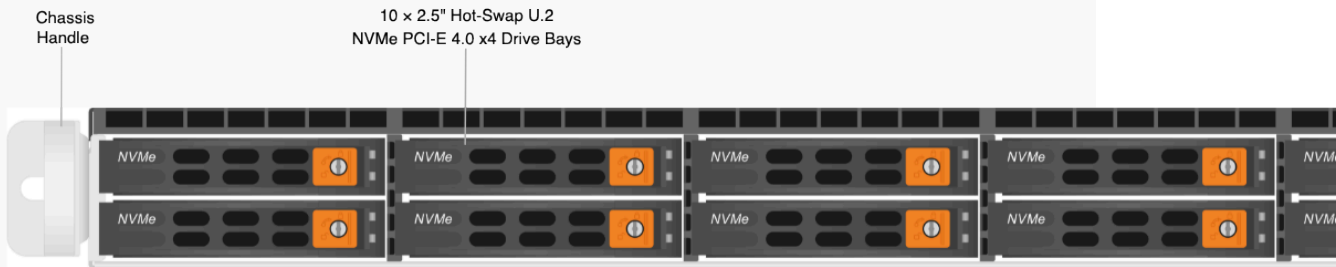 Chassis
Handle
10 × 2.5" Hot-Swap U.2
NVMe PCI-E 4.0 x4 Drive Bays
NVMe NVMe NVMe NVMe
NVMe NVMe NVMe NVMe